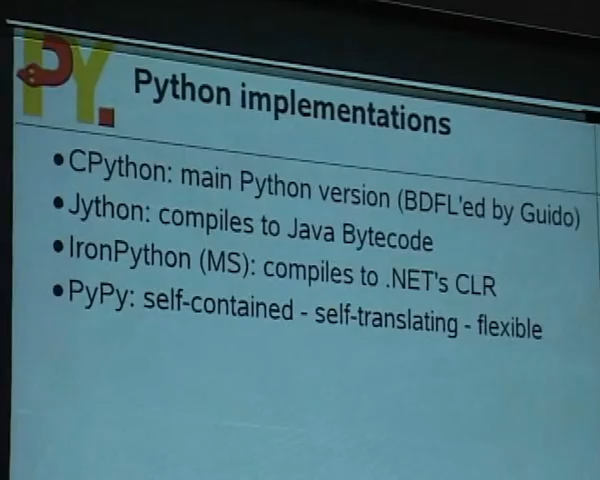 PY.
Python implementations
•CPython: main Python version (BDFL'ed by Guido)
•Jython: compiles to Java Bytecode
•IronPython (MS): compiles to .NET's CLR
•PyPy: self-contained - self-translating - flexible